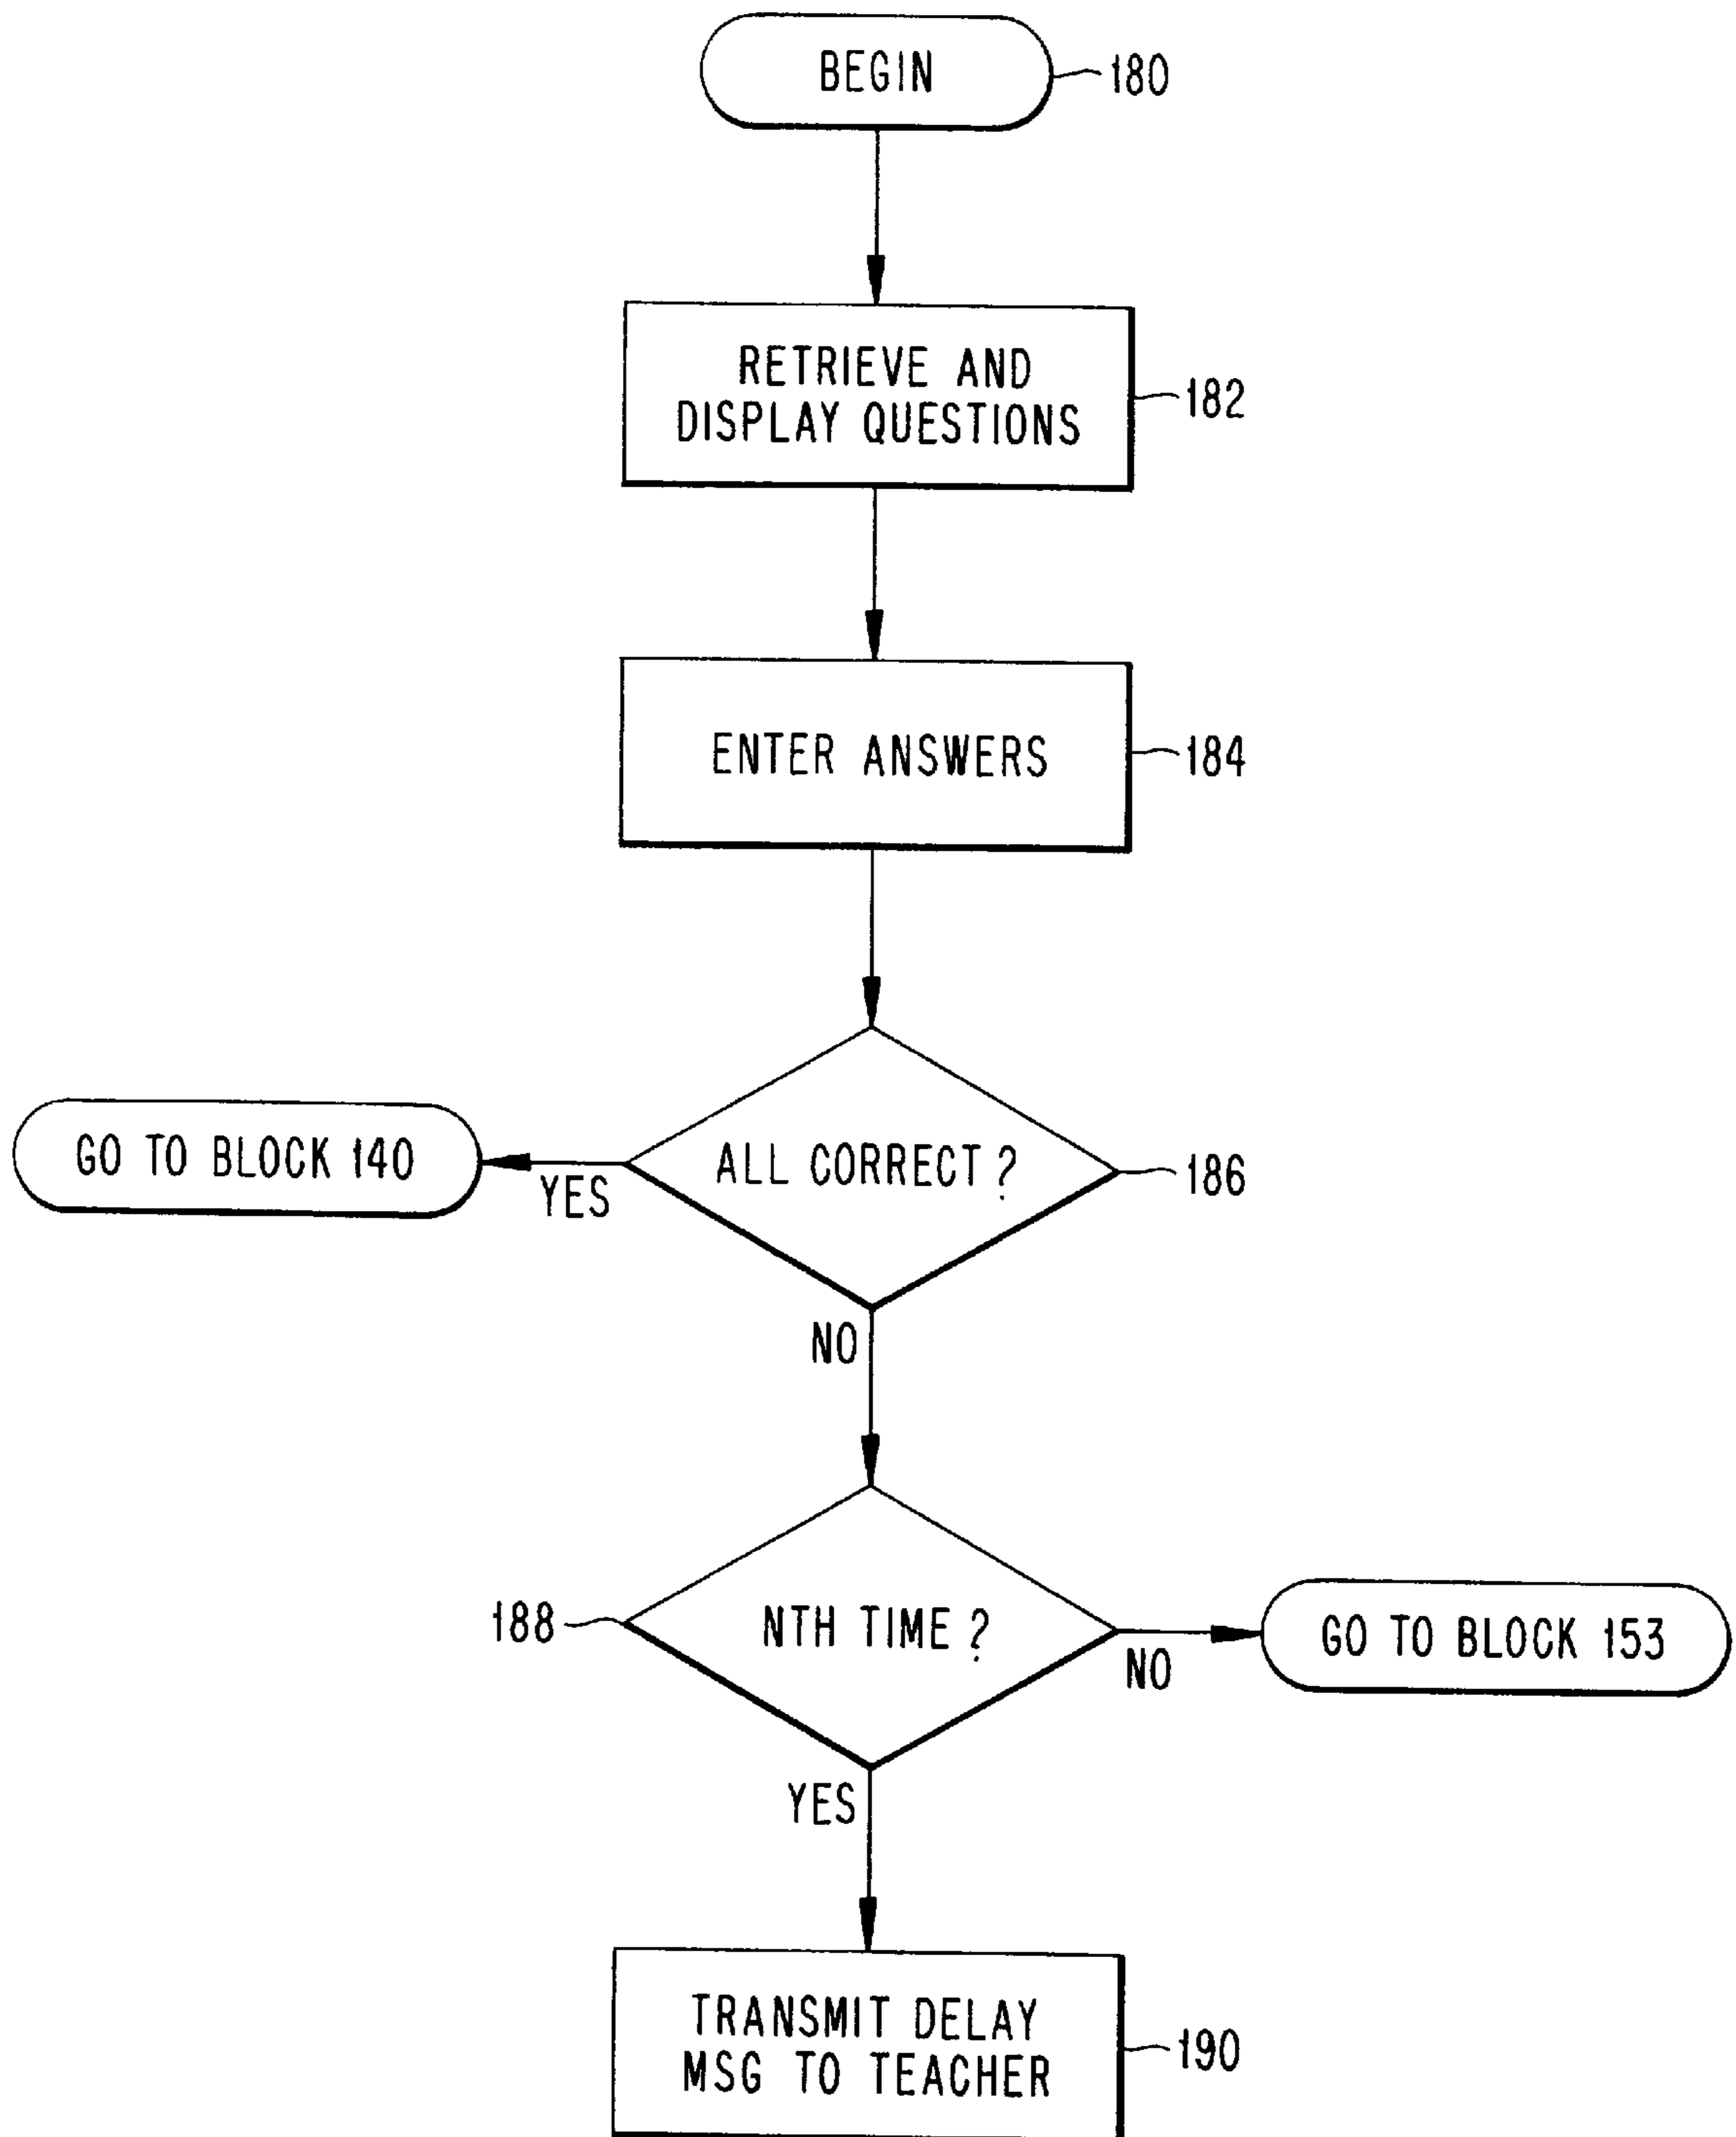 BEGIN
180
RETRIEVE AND
DISPLAY QUESTIONS
182
ENTER ANSWERS
184
ALL CORRECT?
186
YES
GO TO BLOCK 140
NO
NTH TIME?
188
NO
GO TO BLOCK 153
YES
TRANSMIT DELAY
MSG TO TEACHER
190